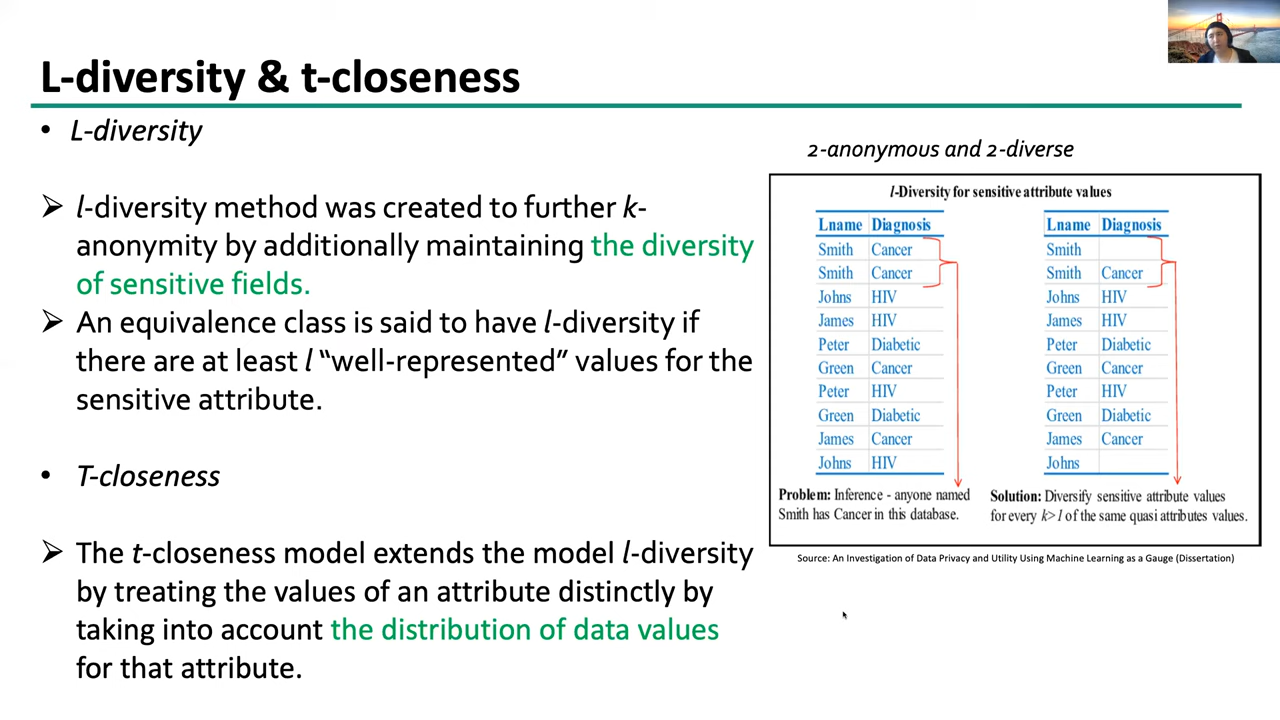 L-diversity & t-closeness
• L-diversity
➢ l-diversity method was created to further k-
anonymity by additionally maintaining the diversity
of sensitive fields.
➢ An equivalence class is said to have l-diversity if
there are at least l “well-represented” values for the
sensitive attribute.
• T-closeness
➢ The t-closeness model extends the model l-diversity
by treating the values of an attribute distinctly by
taking into account the distribution of data values
for that attribute.
2-anonymous and 2-diverse
l-Diversity for sensitive attribute values
Lname Diagnosis
Smith Cancer
Smith Cancer
Johns HIV
James HIV
Peter Diabetic
Green Cancer
Peter HIV
Green Diabetic
James Cancer
Johns HIV
Problem: Inference - anyone named
Smith has Cancer in this database.
Lname Diagnosis
Smith
Smith Cancer
Johns HIV
James HIV
Peter Diabetic
Green Cancer
Peter HIV
Green Diabetic
James Cancer
Johns
Solution: Diversify sensitive attribute values
for every k>l of the same quasi attributes values.
Source: An Investigation of Data Privacy and Utility Using Machine Learning as a Gauge (Dissertation)